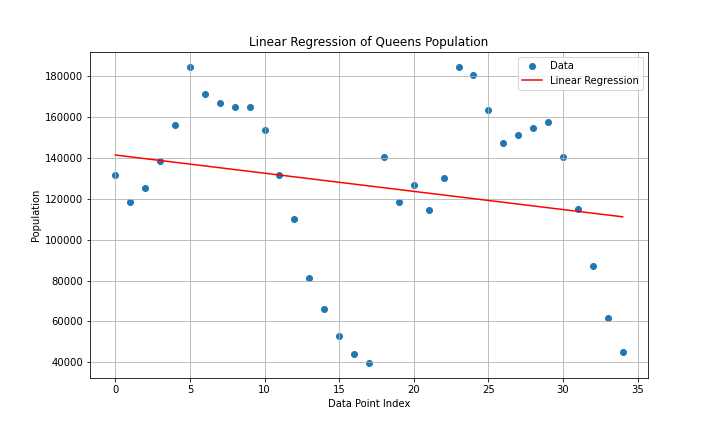 Linear Regression of Queens Population
Data
Linear Regression
Population
180000
160000
140000
120000
100000
80000
60000
40000
0 5 10 15 20 25 30 35
Data Point Index